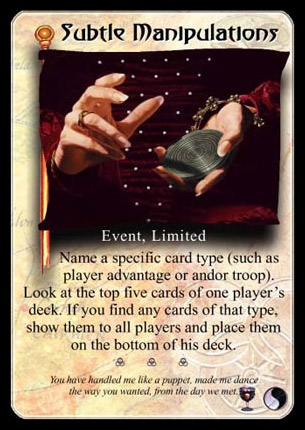 Subtle Manipulations
Event, Limited
Name a specific card type (such as
player advantage or andor troop).
Look at the top five cards of one player's
deck. If you find any cards of that type,
show them to all players and place them
on the bottom of his deck.
You have handled me like a puppet, made me dance
the way you wanted, from the day we met.